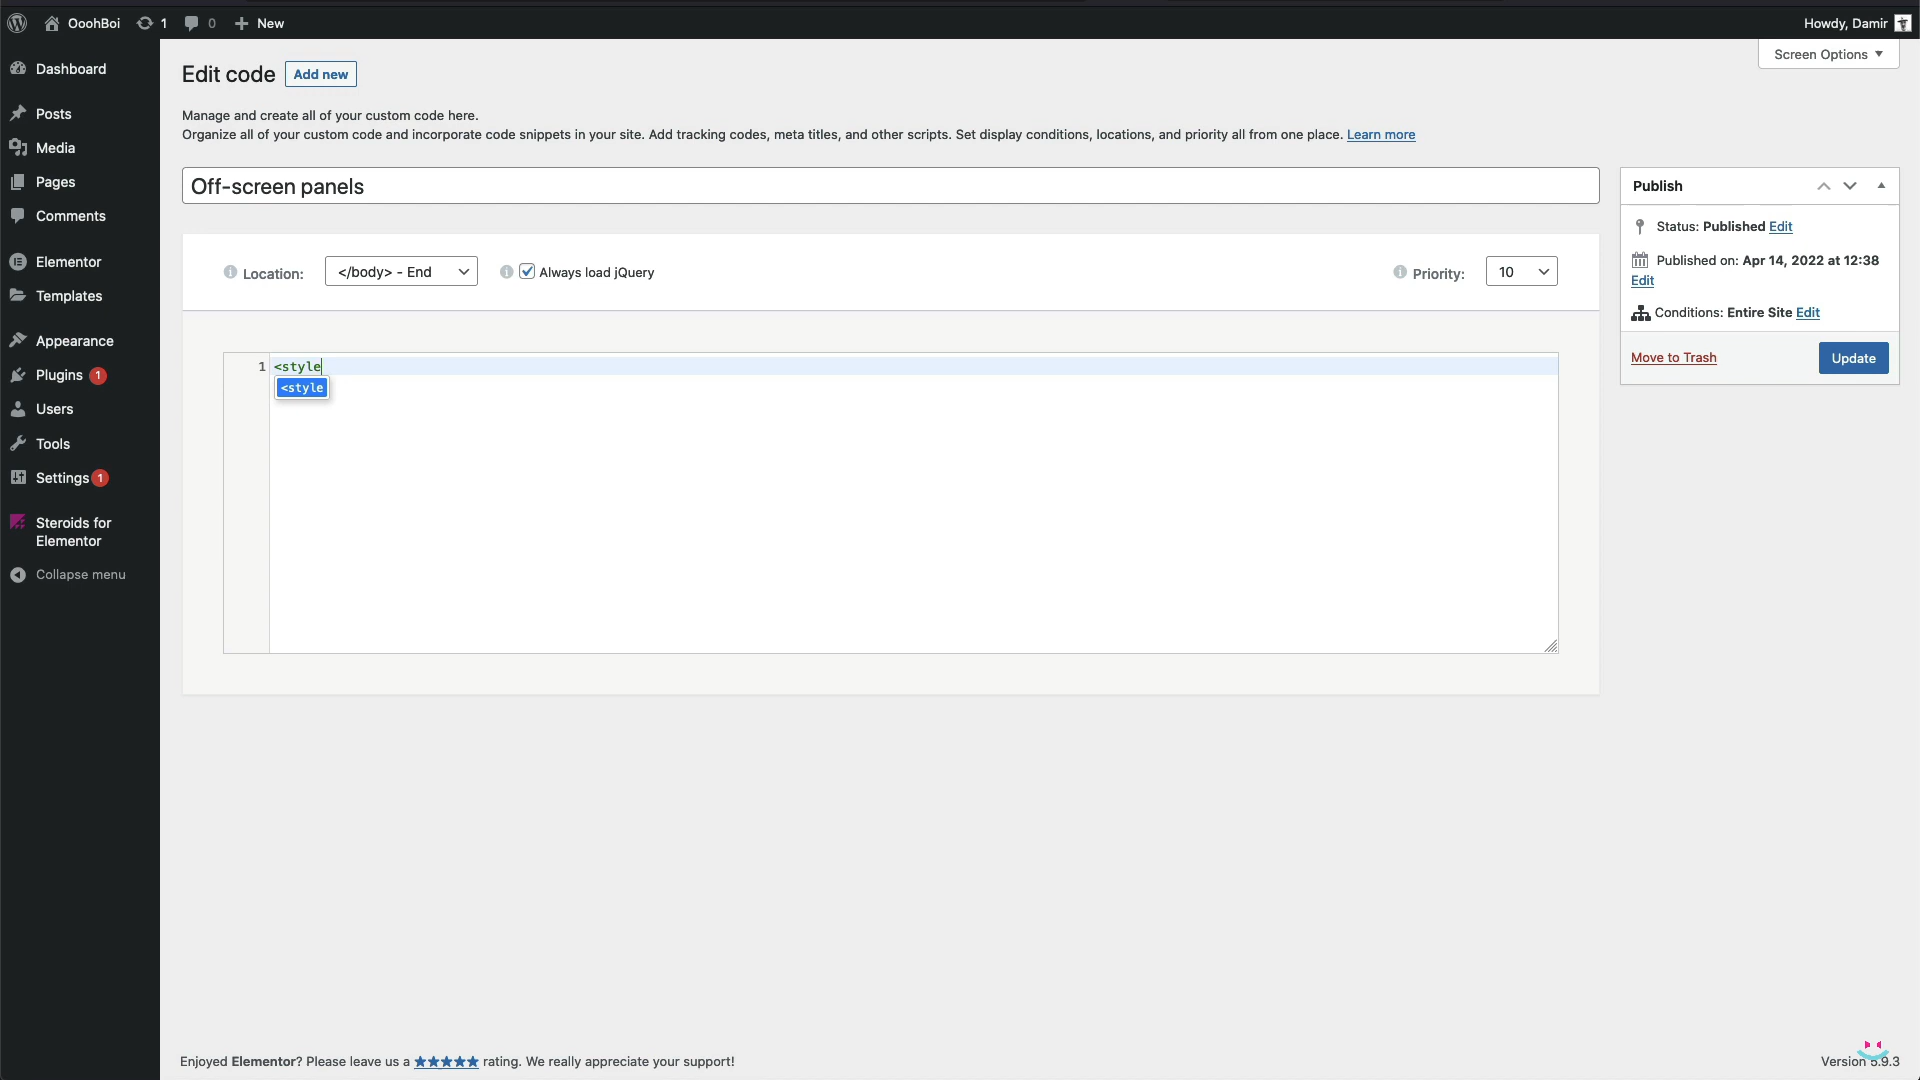 OoohBoi 1 0 New Howdy, Damir
Screen Options
Dashboard
Posts
Media
Pages
Comments
Elementor
Templates
Appearance
Plugins 1
Users
Tools
Settings 1
Steroids for
Elementor
Collapse menu
Edit code Add new
Manage and create all of your custom code here.
Organize all of your custom code and incorporate code snippets in your site. Add tracking codes, meta titles, and other scripts. Set display conditions, locations, and priority all from one place. Learn more
Off-screen panels
Location: </body> - End Always load jQuery Priority: 10
1 <style
<style
Publish
Status: Published Edit
Published on: Apr 14, 2022 at 12:38
Edit
Conditions: Entire Site Edit
Move to Trash Update
Enjoyed Elementor? Please leave us a ★★★★★ rating. We really appreciate your support!
Version 5.9.3